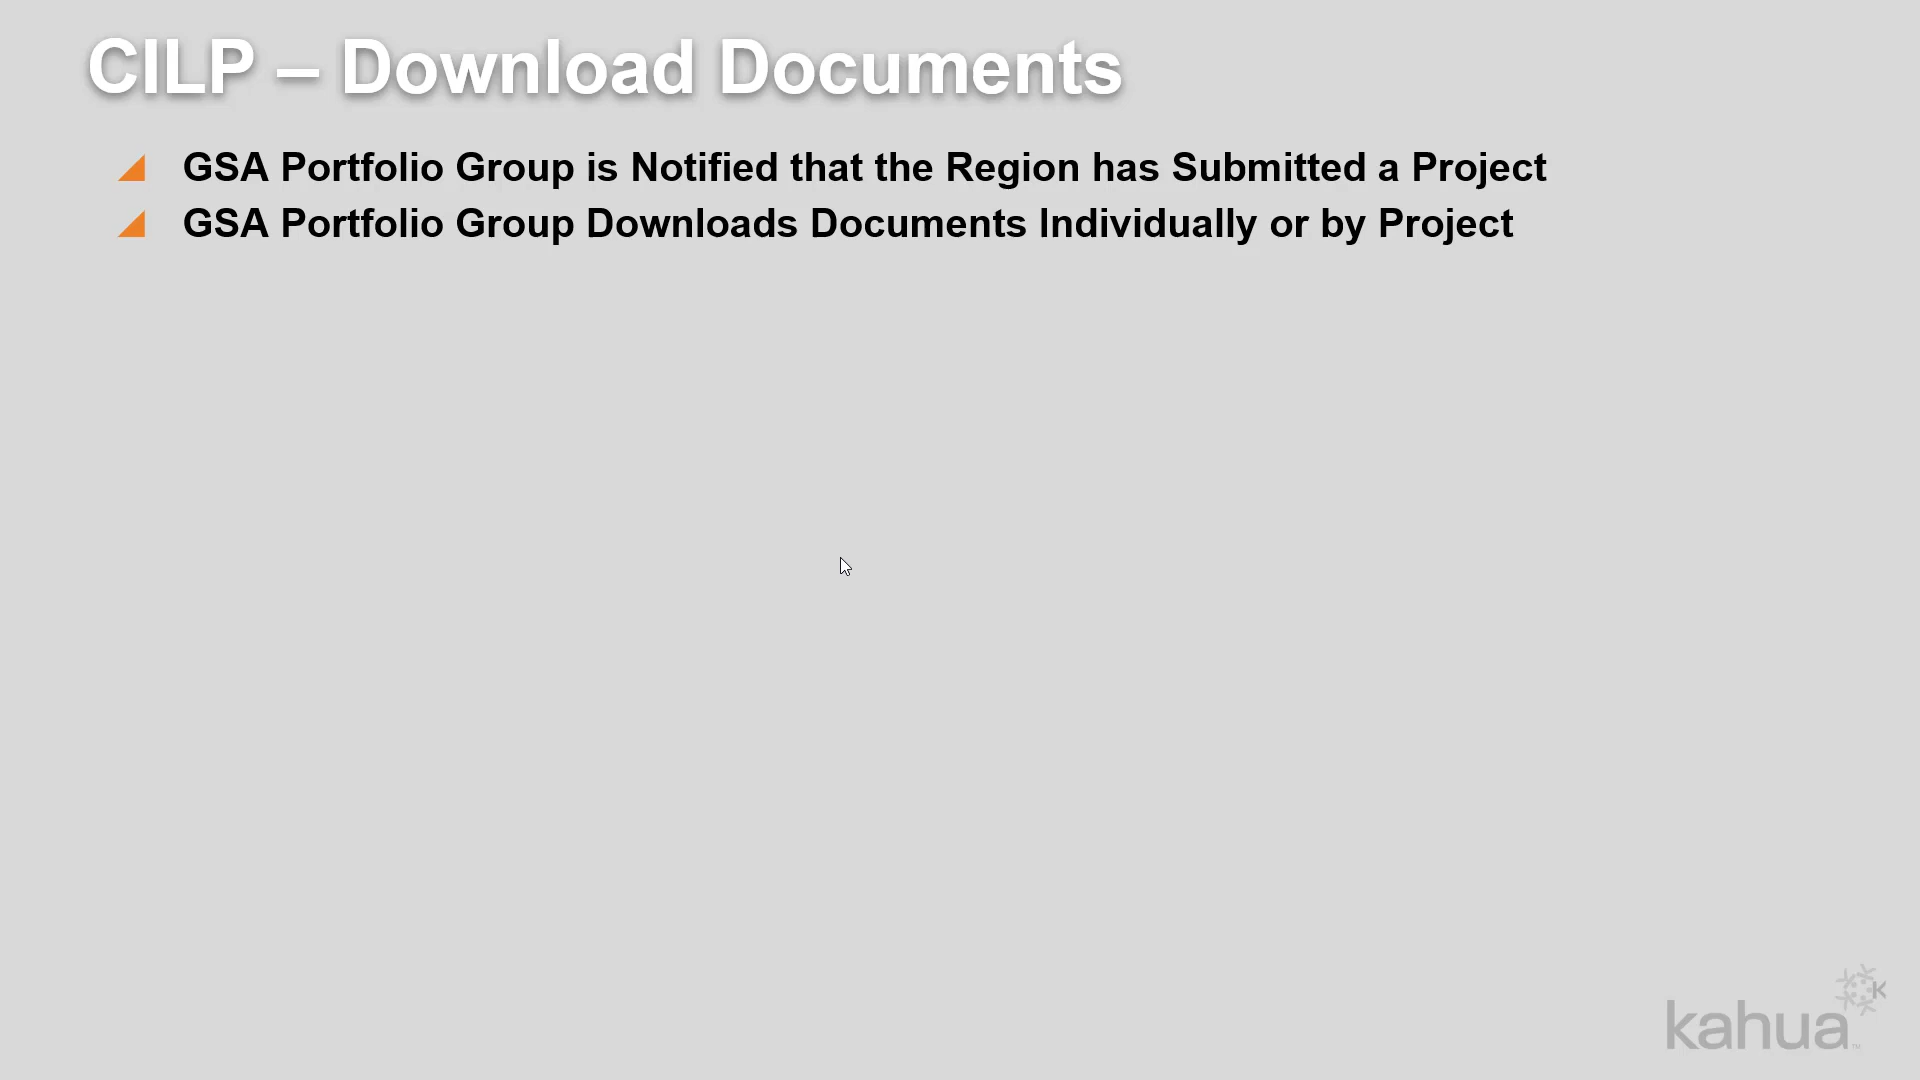 CILP – Download Documents
GSA Portfolio Group is Notified that the Region has Submitted a Project
GSA Portfolio Group Downloads Documents Individually or by Project
K
kahua™